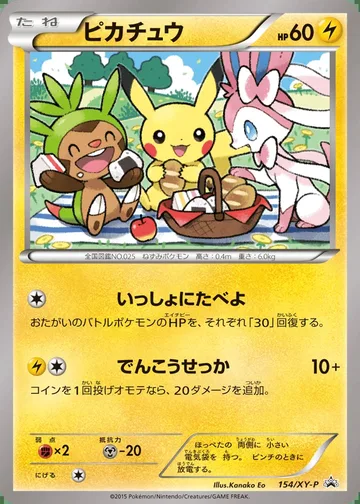 たね ピカチュウ HP60
全国図鑑NO.025 ねずみポケモン 高さ：0.4m 重さ：6.0kg
いっしょにたべよ
おたがいのバトルポケモンのHPを、それぞれ「30」回復する。
でんこうせっか 10+
コインを1回投げオモテなら、20ダメージを追加。
弱点 ×2 抵抗力 -20
にげる
ほっぺたの 両側に 小さい
電気袋を 持つ。 ピンチのときに
放電する。
Illus.Kanako Eo 154/XY-P
©2015 Pokémon/Nintendo/Creatures/GAME FREAK.